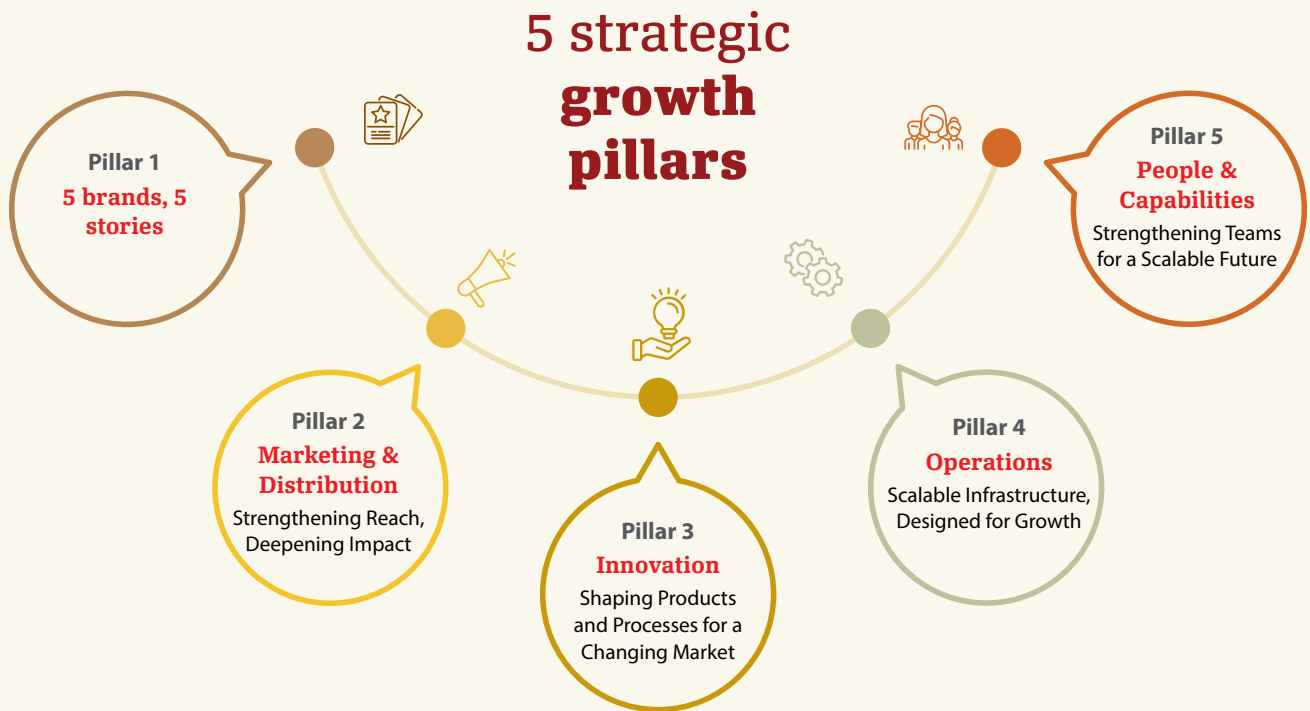 5 strategic
growth
pillars
Pillar 1
5 brands, 5
stories
Pillar 2
Marketing &
Distribution
Strengthening Reach,
Deepening Impact
Pillar 3
Innovation
Shaping Products
and Processes for a
Changing Market
Pillar 4
Operations
Scalable Infrastructure,
Designed for Growth
Pillar 5
People &
Capabilities
Strengthening Teams
for a Scalable Future